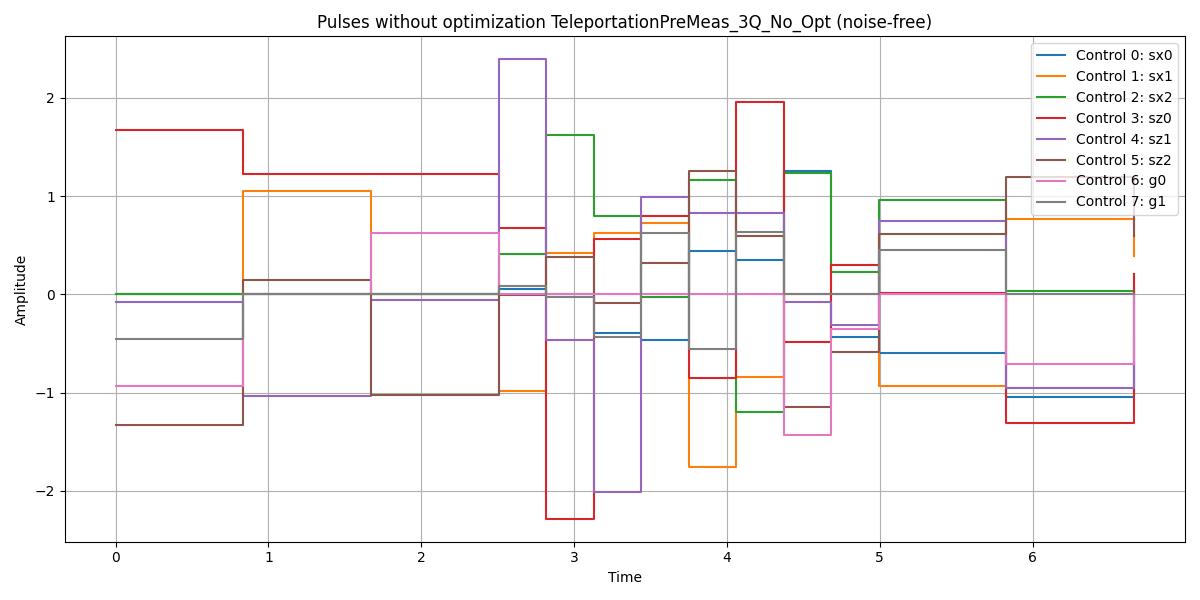 Pulses without optimization TeleportationPreMeas_3Q_No_Opt (noise-free)
Control 0: sx0
Control 1: sx1
Control 2: sx2
Control 3: sz0
Control 4: sz1
Control 5: sz2
Control 6: g0
Control 7: g1
Amplitude
2
1
0
−1
−2
0 1 2 3 4 5 6
Time